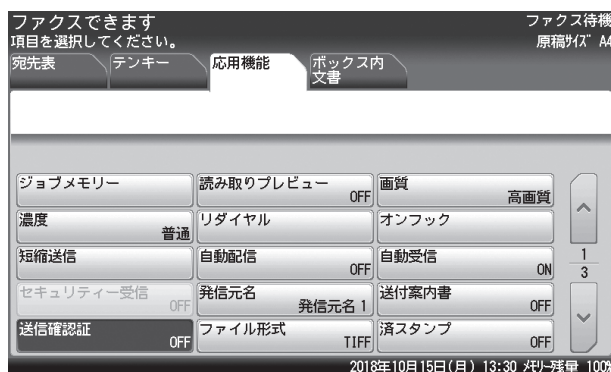 ファクスできます
ファクス待機
項目を選択してください。
原稿ｻｲｽﾞ A4
宛先表
テンキー
応用機能
ボックス内
文書
ジョブメモリー
読み取りプレビュー
OFF
画質
高画質
濃度
普通
リダイヤル
オンフック
短縮送信
自動配信
OFF
自動受信
ON
1
3
セキュリティー受信
OFF
発信元名
発信元名 1
送付案内書
OFF
送信確認証
OFF
ファイル形式
TIFF
済スタンプ
OFF
2018年10月15日(月) 13:30 ﾒﾓﾘｰ残量 100%